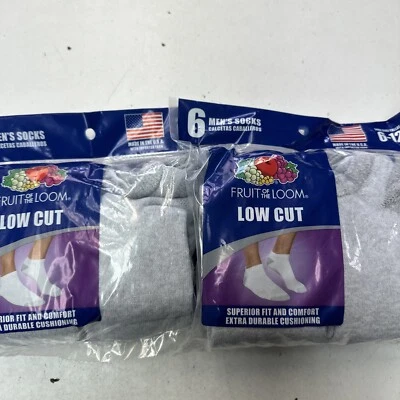 N'S SOCKS
CALCETAS CABALLEROS
MADE IN THE U.S.A.
FRUIT OF THE LOOM®
LOW CUT
RIOR FIT AND COMFORT
A DURABLE CUSHIONING
6 MEN'S SOCKS
CALCETAS CABALLEROS
MADE IN THE U.S.A.
6-12
FRUIT OF THE LOOM®
LOW CUT
SUPERIOR FIT AND COMFORT
EXTRA DURABLE CUSHIONING